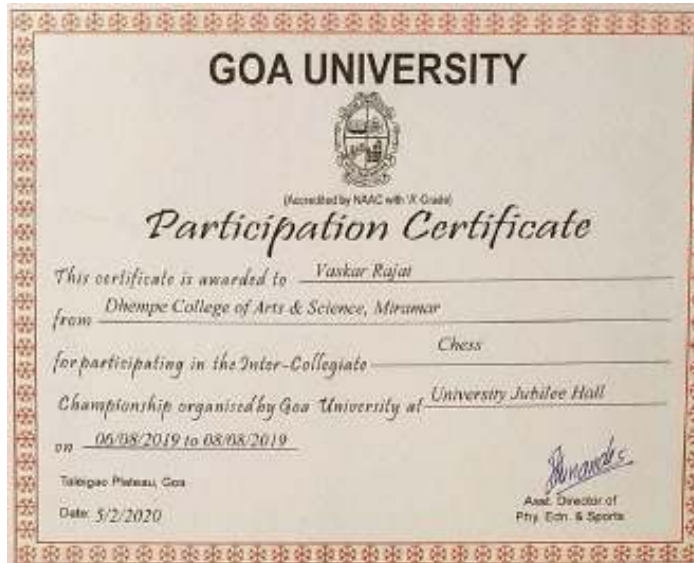 GOA UNIVERSITY
(Accredited by NAAC with 'A' Grade)
Participation Certificate
This certificate is awarded to Vaskar Rajat
from Dhempe College of Arts & Science, Miramar
for participating in the Inter-Collegiate Chess
Championship organised by Goa University at University Jubilee Hall
on 06/08/2019 to 08/08/2019
Taleigao Plateau, Goa
Date: 5/2/2020
Asst. Director of
Phy. Edn. & Sports